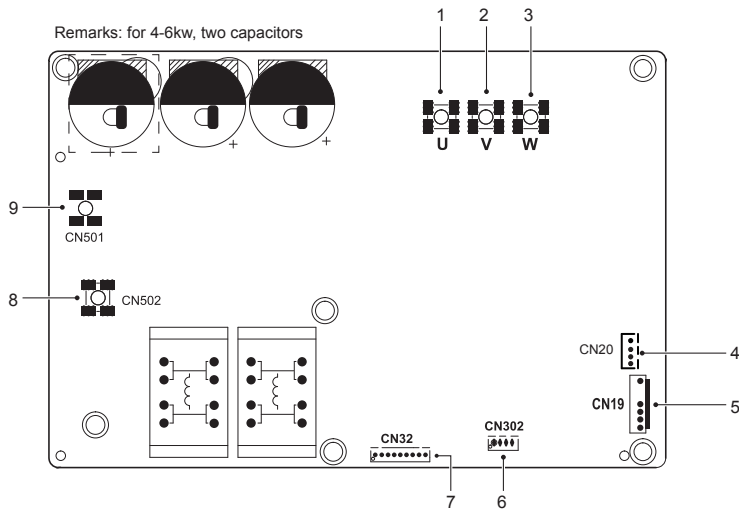 Remarks: for 4-6kw, two capacitors
1 2 3
+ + +
U V W
9
CN501
8 CN502
CN20 4
CN19 5
CN302
CN32
7 6